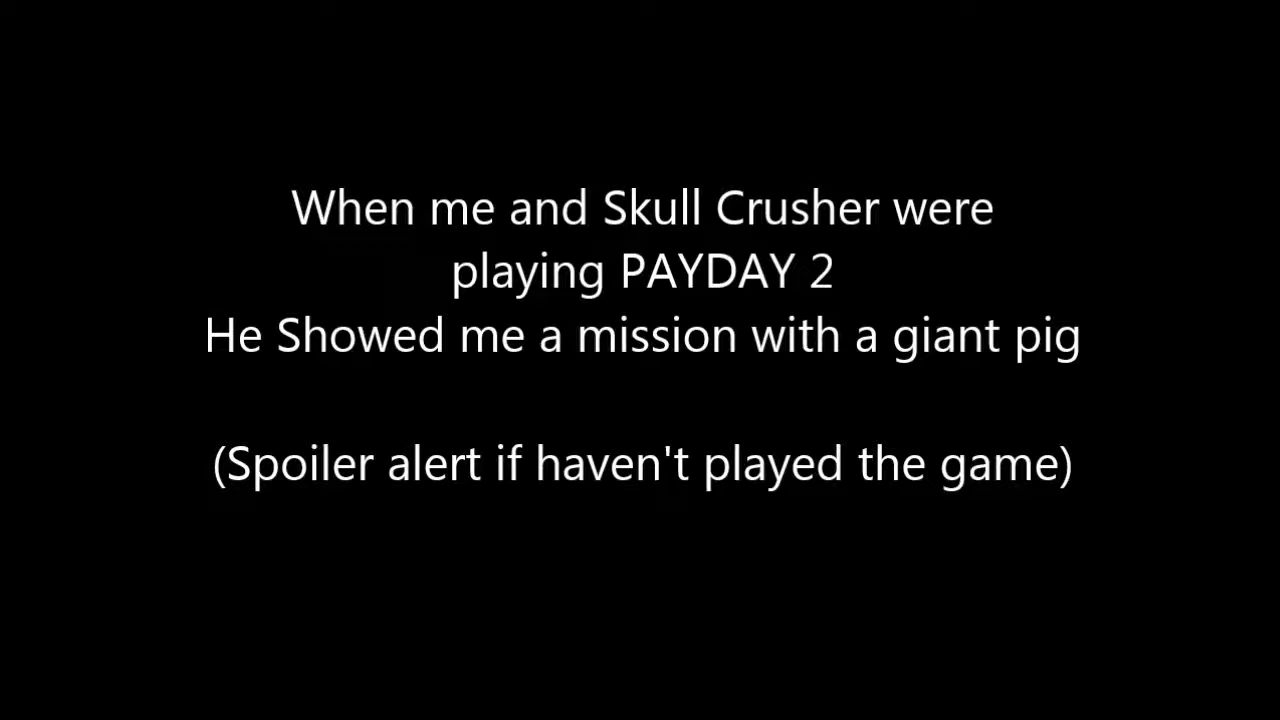 When me and Skull Crusher were
playing PAYDAY 2
He Showed me a mission with a giant pig
(Spoiler alert if haven't played the game)